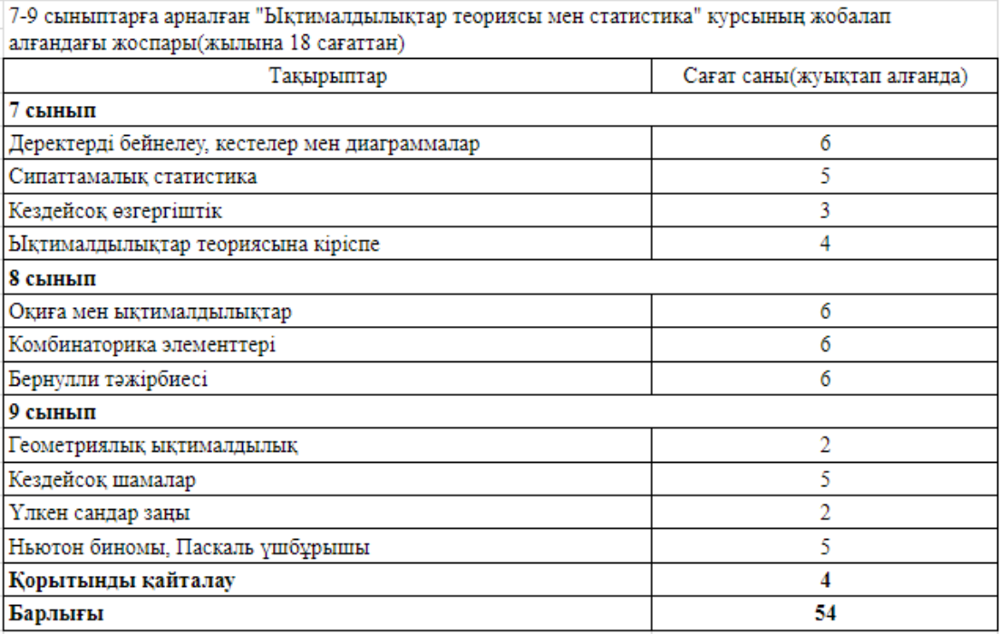 7-9 сыныптарға арналған "Ықтималдылықтар теориясы мен статистика" курсының жобалап
алғандағы жоспары(жылына 18 сағаттан)
Тақырыптар Сағат саны(жуықтап алғанда)
7 сынып
Деректерді бейнелеу, кестелер мен диаграммалар 6
Сипаттамалық статистика 5
Кездейсоқ өзгергіштік 3
Ықтималдылықтар теориясына кіріспе 4
8 сынып
Оқиға мен ықтималдылықтар 6
Комбинаторика элементтері 6
Бернулли тәжірбиесі 6
9 сынып
Геометриялық ықтималдылық 2
Кездейсоқ шамалар 5
Үлкен сандар заңы 2
Ньютон биномы, Паскаль үшбұрышы 5
Қорытынды қайталау 4
Барлығы 54